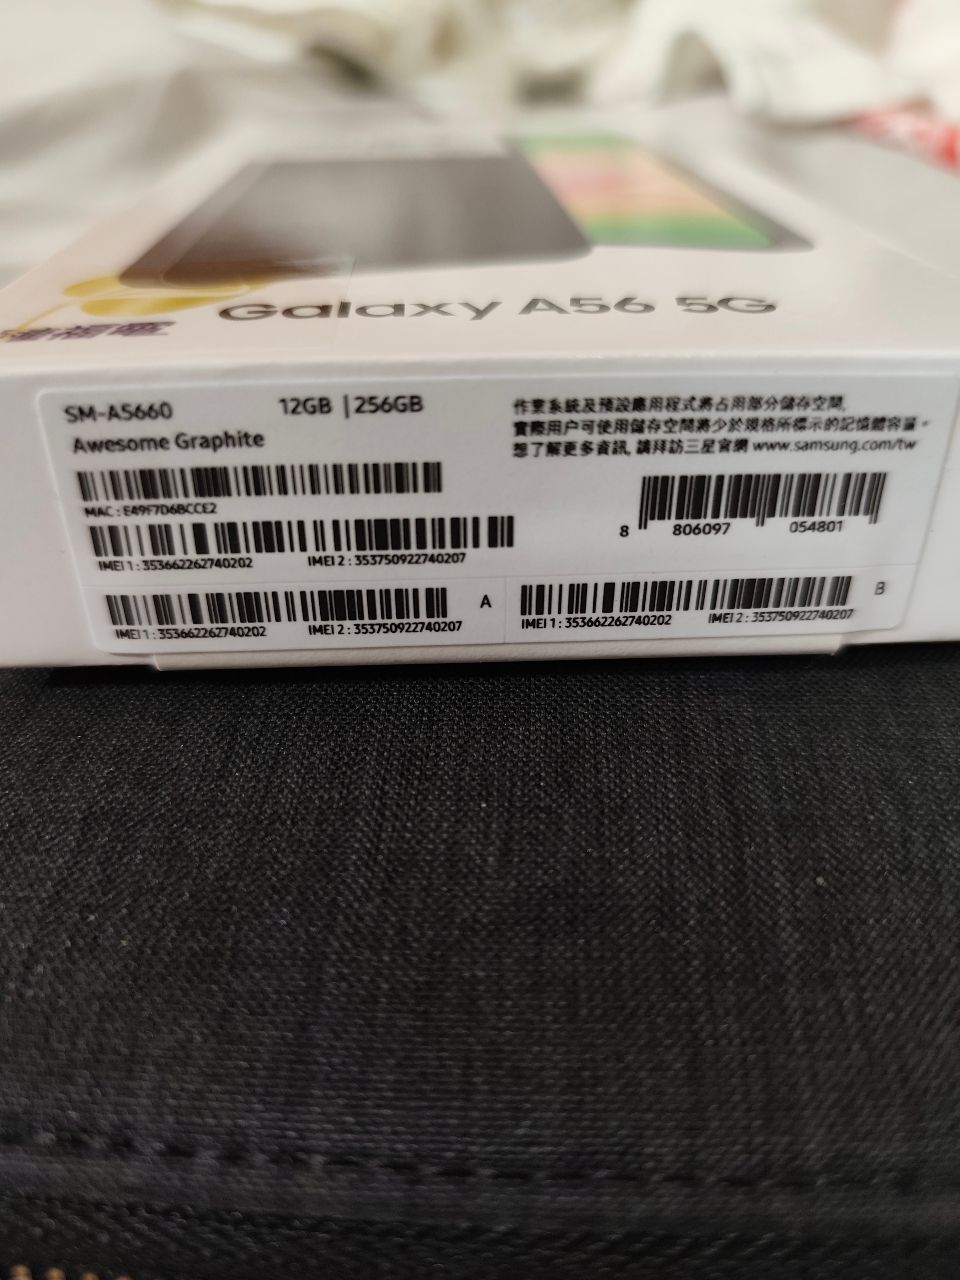 Galaxy A56 5G
SM-A5660 12GB | 256GB
Awesome Graphite
MAC : E49F7D6BCCE2
IMEI 1 : 353662262740202 IMEI 2 : 353750922740207
作業系統及預設應用程式將占用部分儲存空間,
實際用戶可使用儲存空間將少於規格所標示的記憶體容量。
想了解更多資訊, 請拜訪三星官網 www.samsung.com/tw
8 806097 054801
IMEI 1 : 353662262740202 IMEI 2 : 353750922740207 A
IMEI 1 : 353662262740202 IMEI 2 : 353750922740207 B